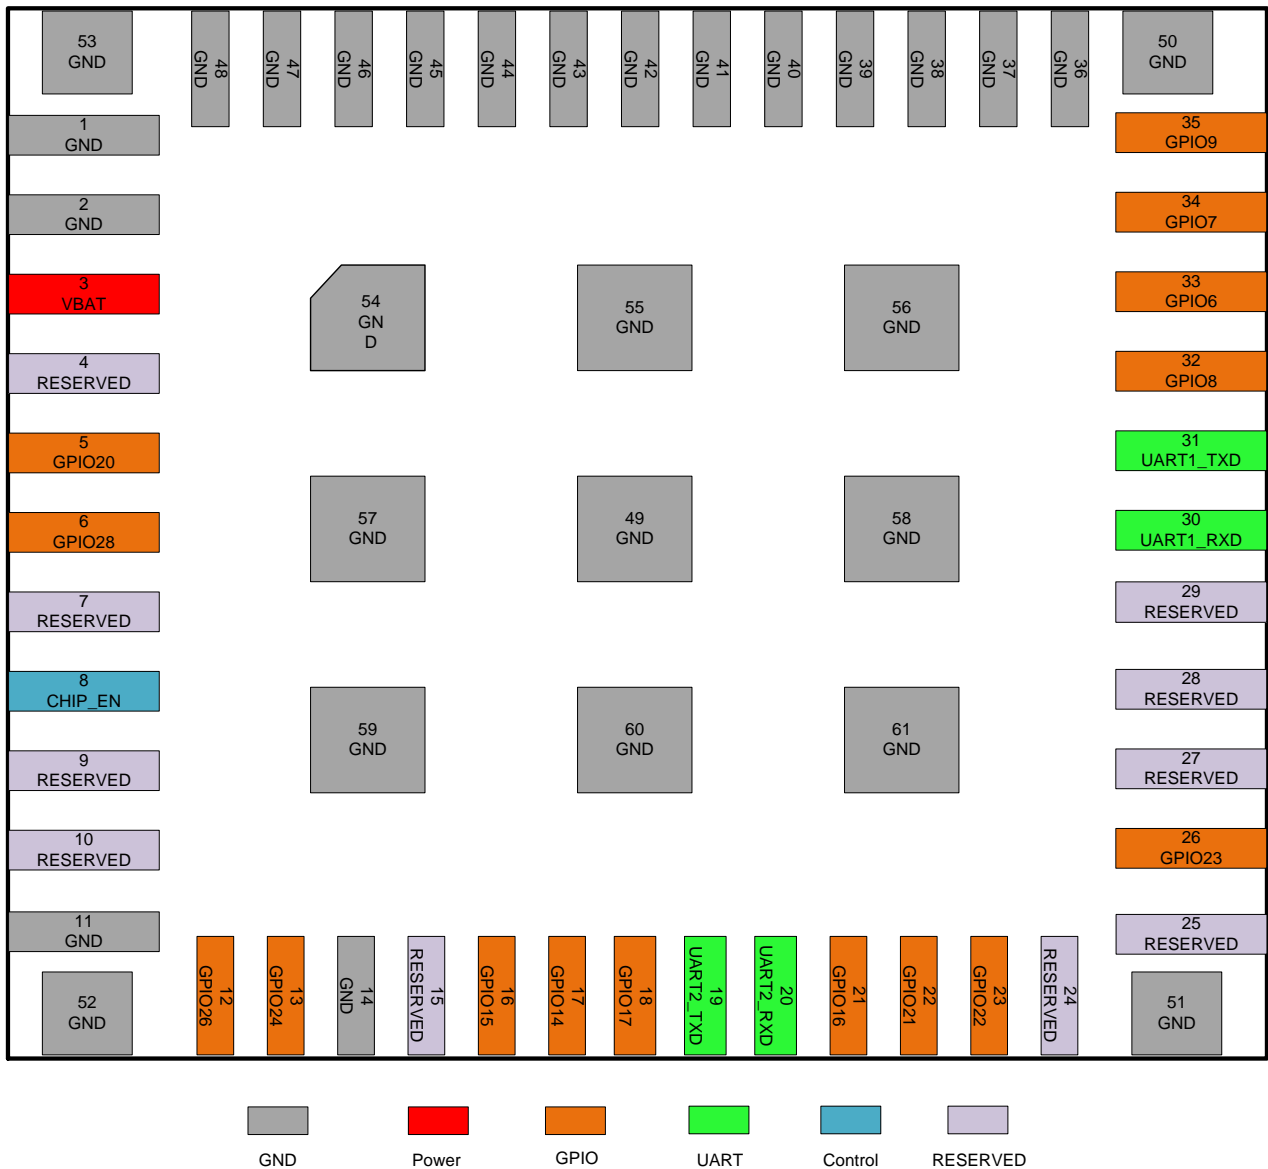 53
GND
48
GND
47
GND
46
GND
45
GND
44
GND
43
GND
42
GND
41
GND
40
GND
39
GND
38
GND
37
GND
36
GND
50
GND
1
GND
2
GND
3
VBAT
4
RESERVED
5
GPIO20
6
GPIO28
7
RESERVED
8
CHIP_EN
9
RESERVED
10
RESERVED
11
GND
52
GND
54
GN
D
55
GND
56
GND
57
GND
49
GND
58
GND
59
GND
60
GND
61
GND
35
GPIO9
34
GPIO7
33
GPIO6
32
GPIO8
31
UART1_TXD
30
UART1_RXD
29
RESERVED
28
RESERVED
27
RESERVED
26
GPIO23
25
RESERVED
51
GND
12
GPIO26
13
GPIO24
14
GND
15
RESERVED
16
GPIO15
17
GPIO14
18
GPIO17
19
UART2_TXD
20
UART2_RXD
21
GPIO16
22
GPIO21
23
GPIO22
24
RESERVED
GND
Power
GPIO
UART
Control
RESERVED